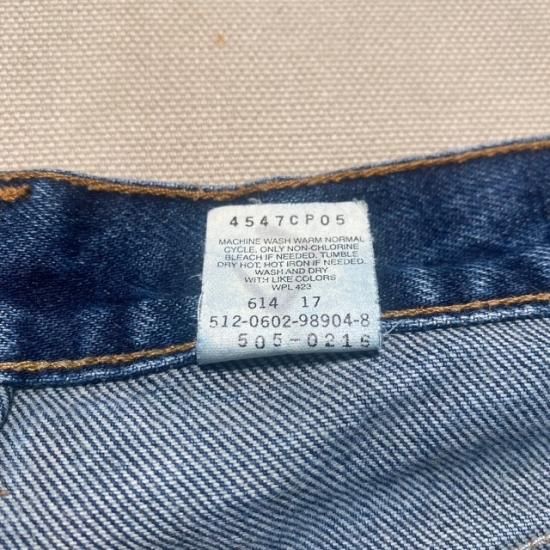 4547CP05
MACHINE WASH WARM NORMAL
CYCLE, ONLY NON-CHLORINE
BLEACH IF NEEDED. TUMBLE
DRY HOT, HOT IRON IF NEEDED.
WASH AND DRY
WITH LIKE COLORS
WPL 423
614 17
512-0602-98904-8
505-0216